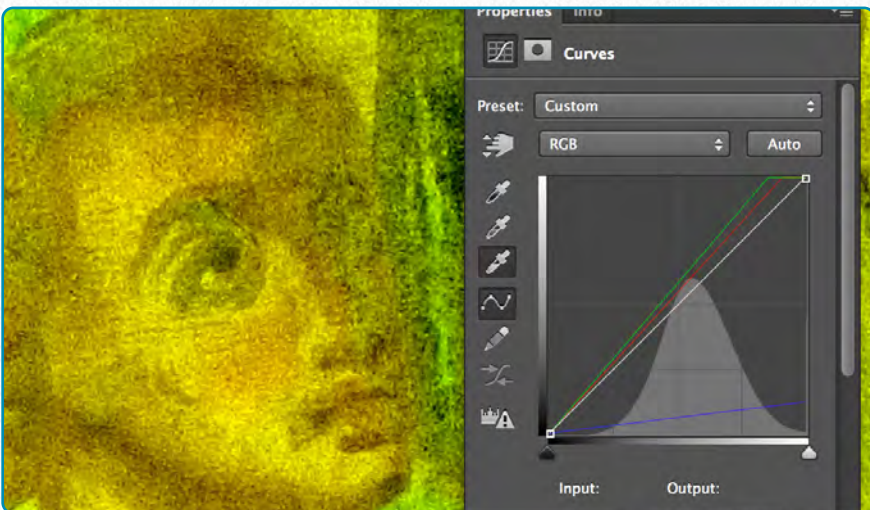 Properties Info
Curves
Preset: Custom
RGB Auto
Input: Output: